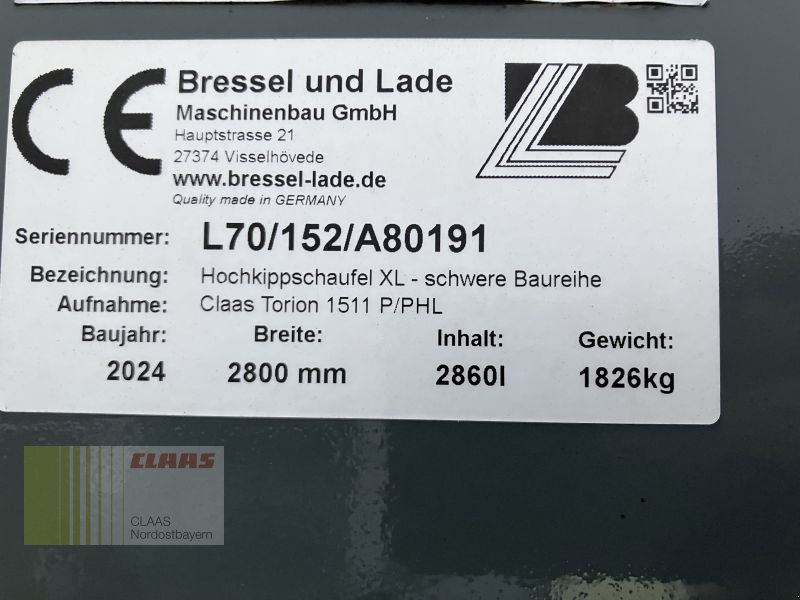 CE
Bressel und Lade
Maschinenbau GmbH
Hauptstrasse 21
27374 Visselhövede
www.bressel-lade.de
Quality made in GERMANY
LB
Seriennummer: L70/152/A80191
Bezeichnung: Hochkippschaufel XL - schwere Baureihe
Aufnahme: Claas Torion 1511 P/PHL
Baujahr: Breite: Inhalt: Gewicht:
2024 2800 mm 2860l 1826kg
CLAAS
CLAAS
Nordostbayern